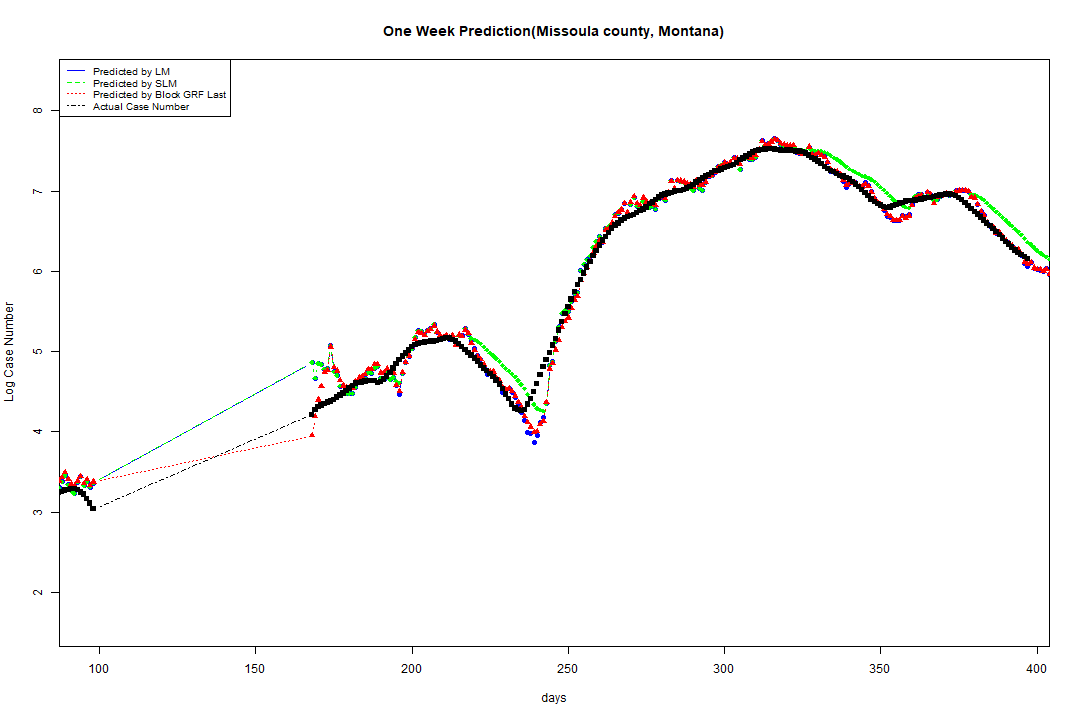 One Week Prediction(Missoula county, Montana)
Predicted by LM
Predicted by SLM
Predicted by Block GRF Last
Actual Case Number
8
7
6
5
4
3
2
Log Case Number
100 150 200 250 300 350 400
days